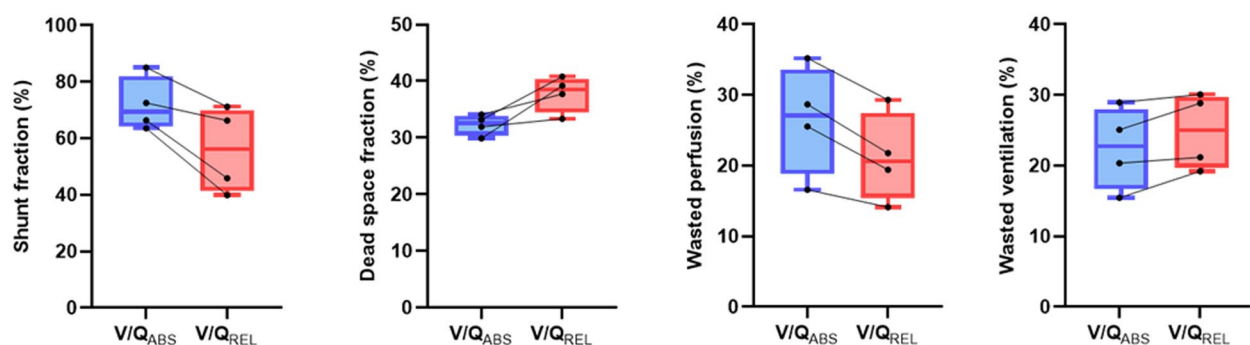 Shunt fraction (%)
100
80
60
40
20
0
V/QABS
V/QREL
Dead space fraction (%)
50
40
30
20
10
0
V/QABS
V/QREL
Wasted perfusion (%)
40
30
20
10
0
V/QABS
V/QREL
Wasted ventilation (%)
40
30
20
10
0
V/QABS
V/QREL